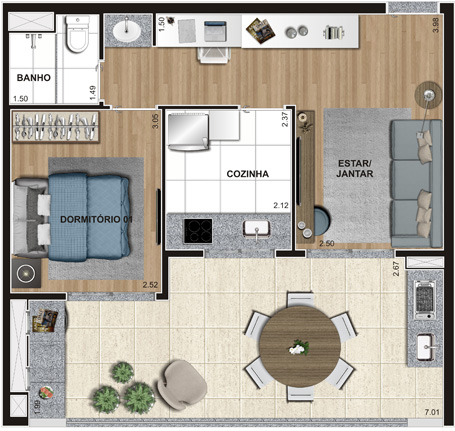 1.50
3.98
BANHO
1.49
1.50
3.05
2.37
COZINHA
ESTAR/
JANTAR
DORMITÓRIO 01
2.12
2.50
2.52
2.67
1.99
7.01